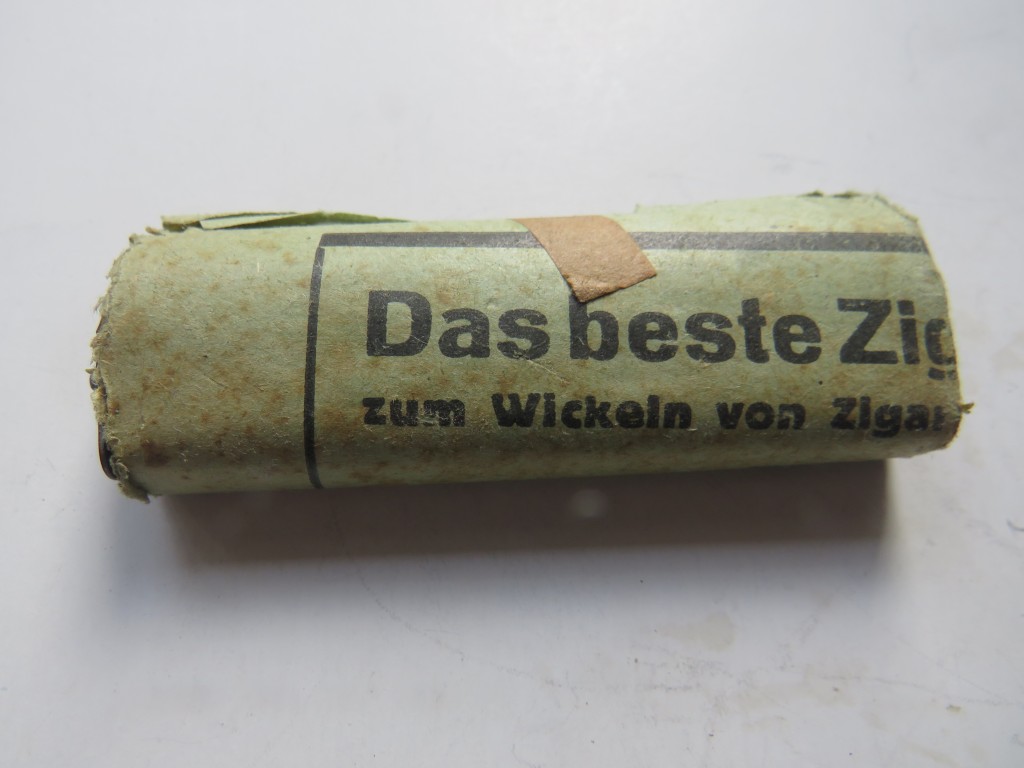 Das beste Zig
zum Wickeln von Zigar